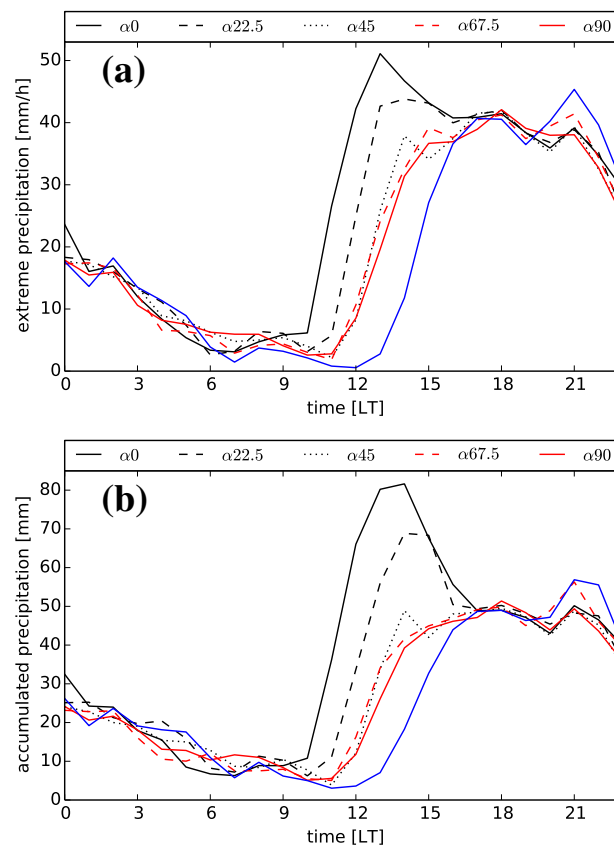 α0 α22.5 α45 α67.5 α90
(a)
extreme precipitation [mm/h]
50
40
30
20
10
0
0 3 6 9 12 15 18 21
time [LT]
α0 α22.5 α45 α67.5 α90
(b)
accumulated precipitation [mm]
80
70
60
50
40
30
20
10
0
0 3 6 9 12 15 18 21
time [LT]